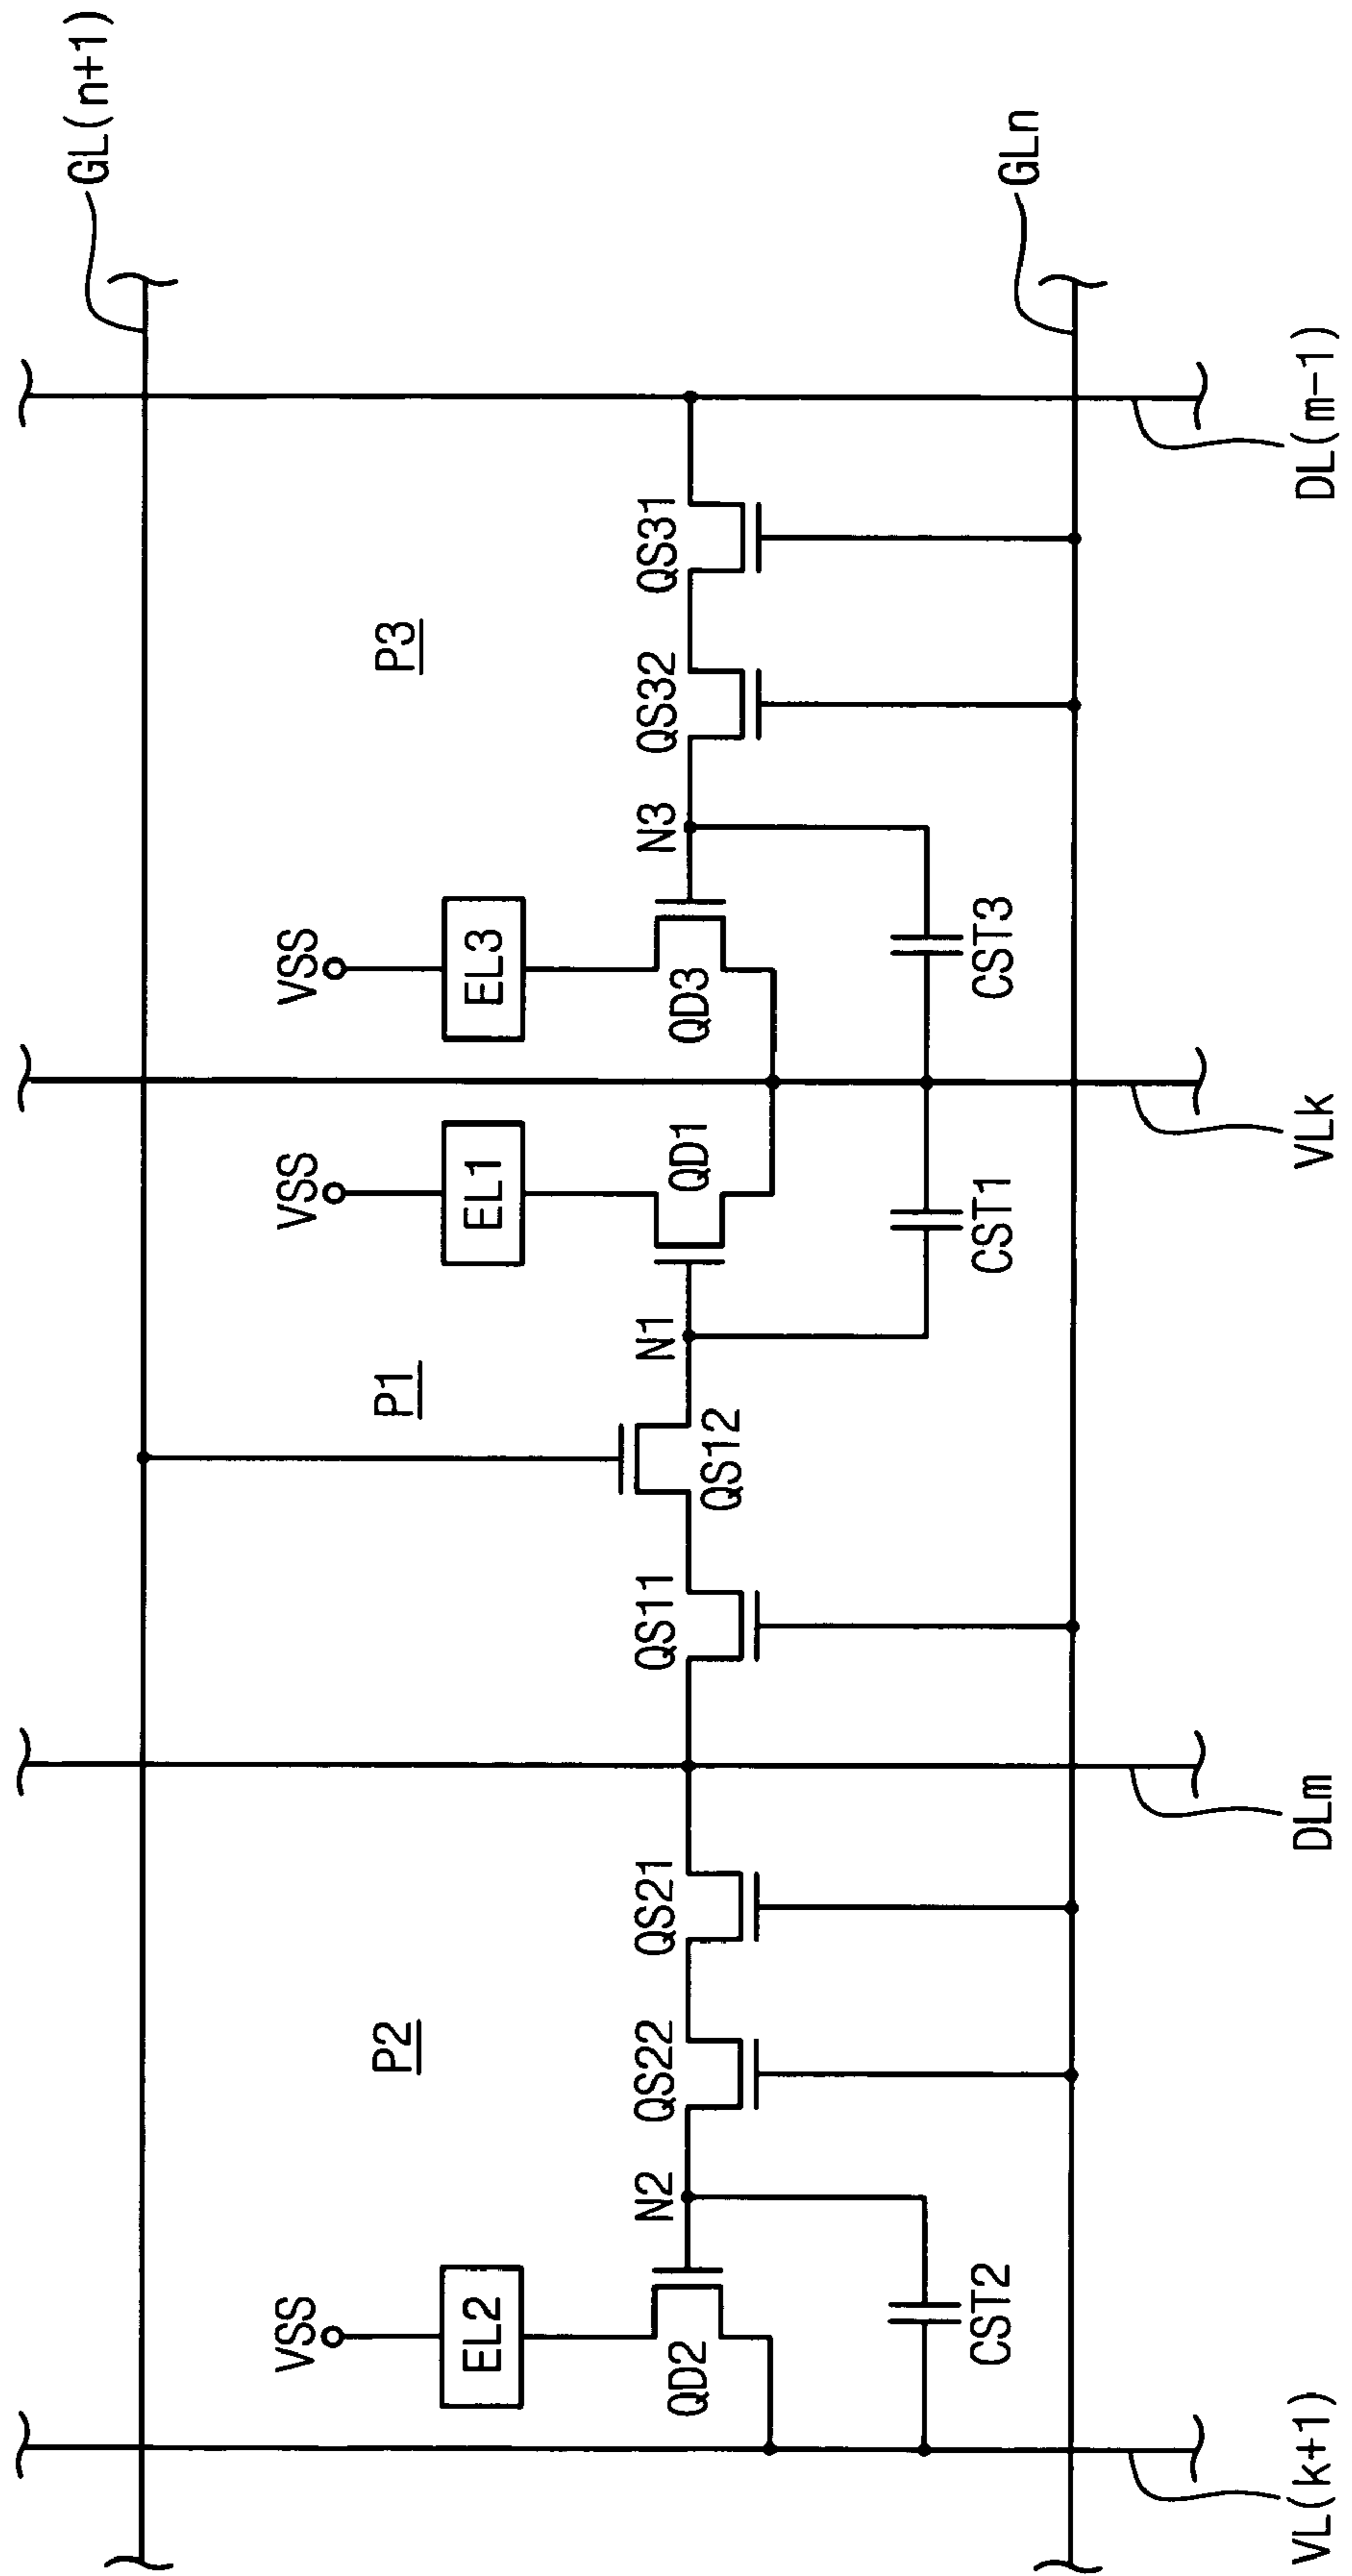 GL(n+1)
VSS
VSS
VSS
EL2
P2
P1
EL1
EL3
P3
QD2
N2
QS22
QS21
QS11
QS12
N1
QD1
QD3
N3
QS32
QS31
CST2
CST1
CST3
GLn
VL(k+1)
DLm
VLk
DL(m-1)